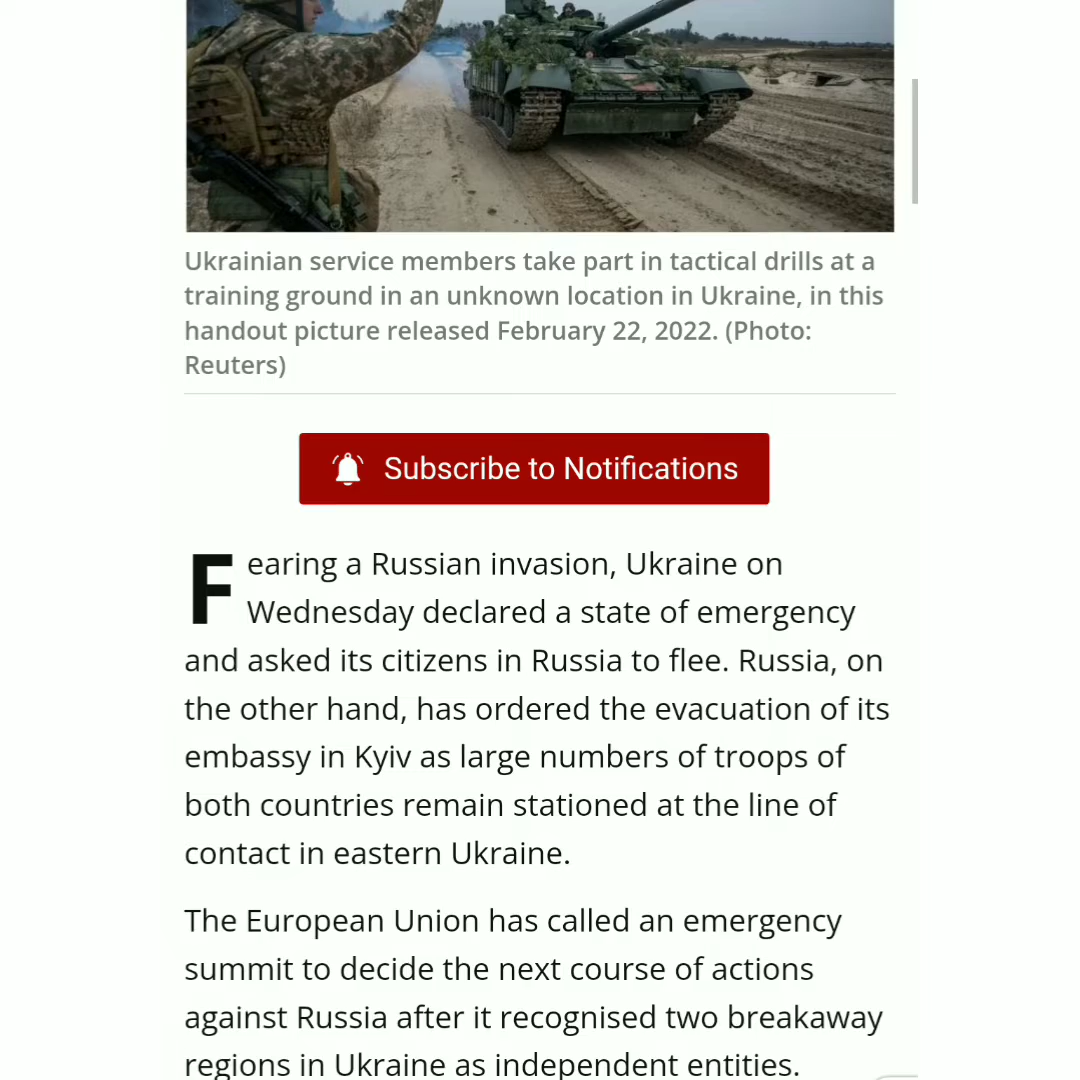 Ukrainian service members take part in tactical drills at a
training ground in an unknown location in Ukraine, in this
handout picture released February 22, 2022. (Photo:
Reuters)
Subscribe to Notifications
Fearing a Russian invasion, Ukraine on
Wednesday declared a state of emergency
and asked its citizens in Russia to flee. Russia, on
the other hand, has ordered the evacuation of its
embassy in Kyiv as large numbers of troops of
both countries remain stationed at the line of
contact in eastern Ukraine.
The European Union has called an emergency
summit to decide the next course of actions
against Russia after it recognised two breakaway
regions in Ukraine as independent entities.